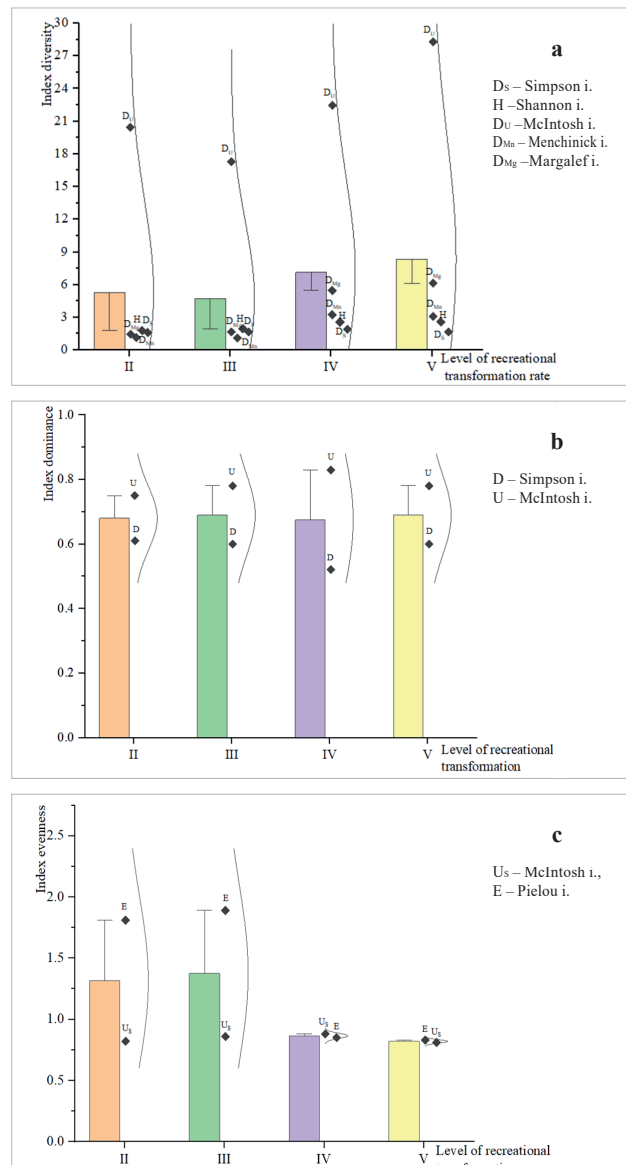 Index diversity
30
27
24
21
18
15
12
9
6
3
0
a
Ds – Simpson i.
H –Shannon i.
DU –McIntosh i.
DMn – Menchinick i.
DMg –Margalef i.
DU
DU
DU
DU
DMg
H
DS
DMn
H
DMn
DMg
DMn
H
DS
DMg
DMn
H
DS
II
III
IV
V
Level of recreational
transformation rate
Index dominance
1.0
0.8
0.6
0.4
0.2
0.0
b
D – Simpson i.
U – McIntosh i.
U
D
U
D
U
D
U
D
II
III
IV
V
Level of recreational
transformation
Index evenness
2.5
2.0
1.5
1.0
0.5
0.0
c
Us – McIntosh i.,
E – Pielou i.
E
US
E
US
US
E
E
US
II
III
IV
V
Level of recreational